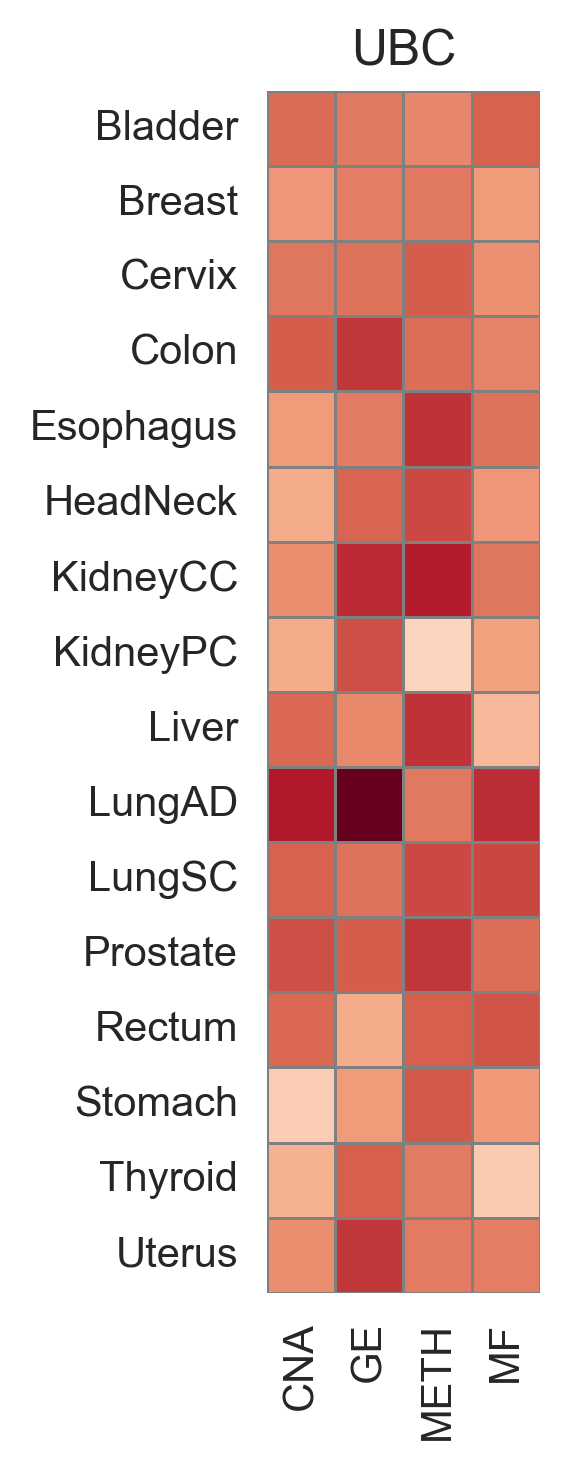 UBC
Bladder
Breast
Cervix
Colon
Esophagus
HeadNeck
KidneyCC
KidneyPC
Liver
LungAD
LungSC
Prostate
Rectum
Stomach
Thyroid
Uterus
CNA
GE
METH
MF